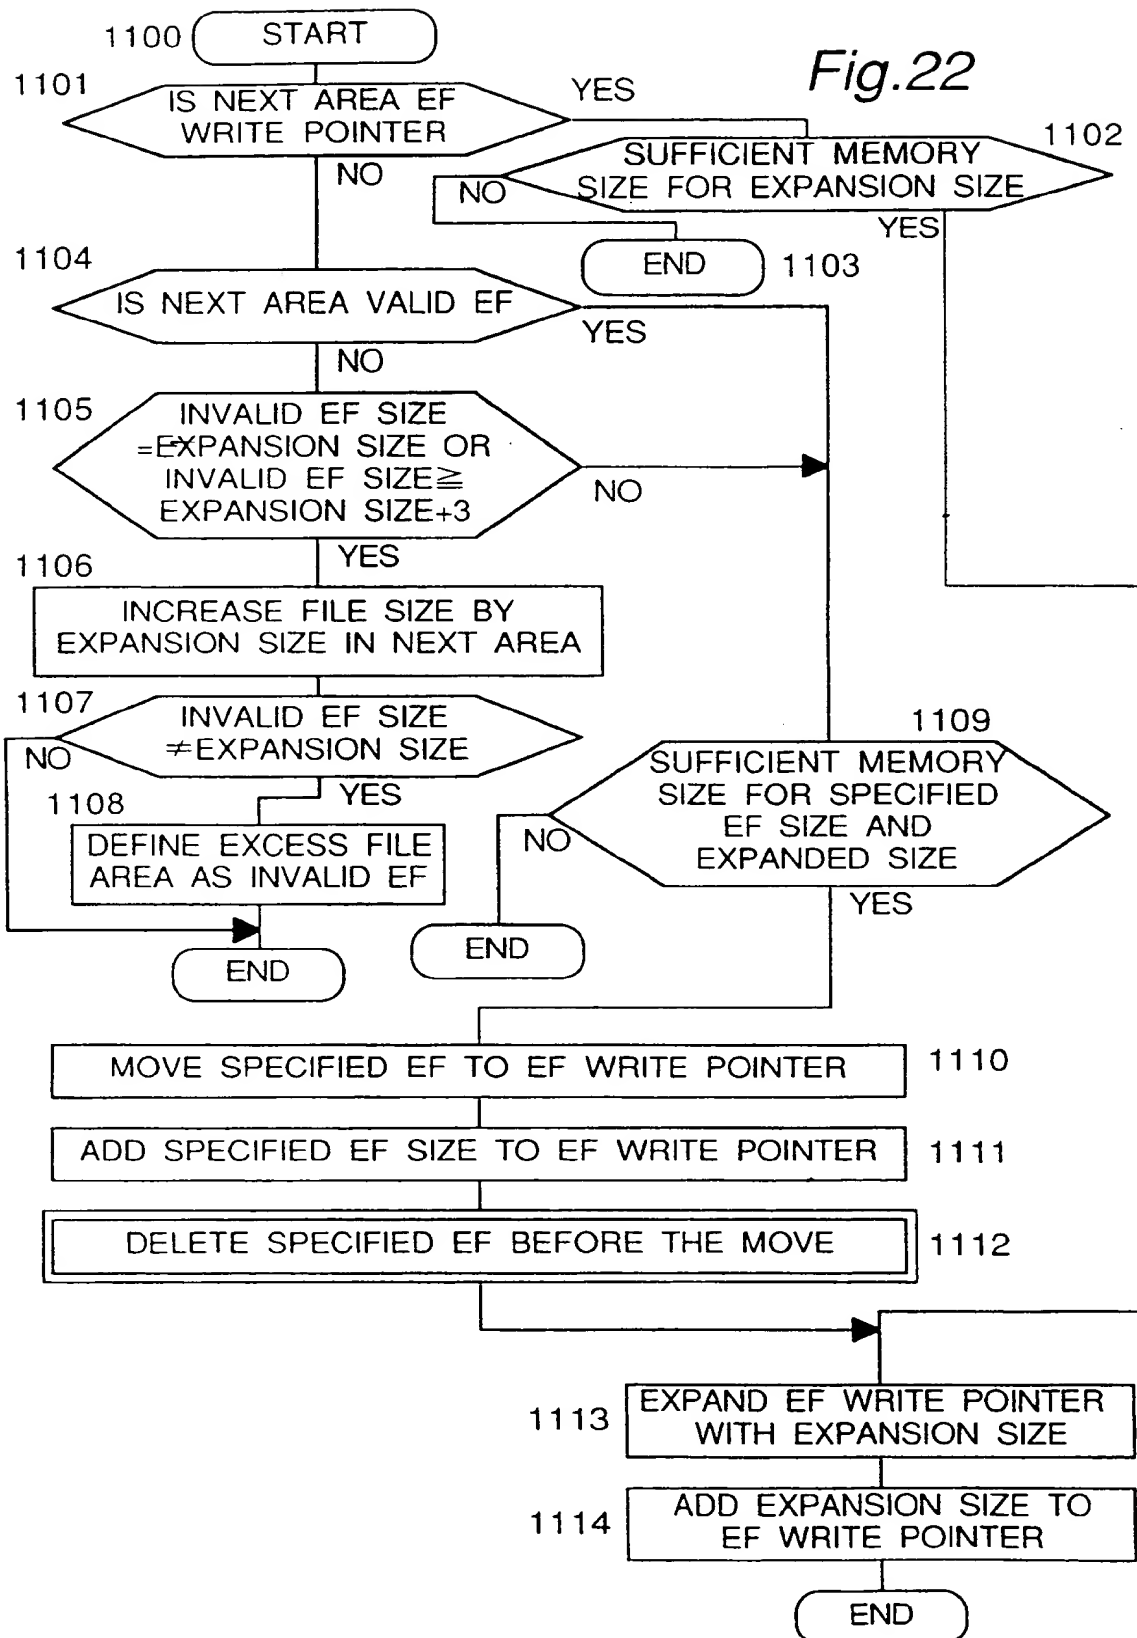 1100
START
Fig.22
1101
IS NEXT AREA EF
WRITE POINTER
YES
NO
1102
SUFFICIENT MEMORY
SIZE FOR EXPANSION SIZE
NO
YES
END
1103
1104
IS NEXT AREA VALID EF
YES
NO
1105
INVALID EF SIZE
=EXPANSION SIZE OR
INVALID EF SIZE≧
EXPANSION SIZE+3
NO
YES
1106
INCREASE FILE SIZE BY
EXPANSION SIZE IN NEXT AREA
1107
INVALID EF SIZE
≠EXPANSION SIZE
NO
YES
1108
DEFINE EXCESS FILE
AREA AS INVALID EF
END
1109
SUFFICIENT MEMORY
SIZE FOR SPECIFIED
EF SIZE AND
EXPANDED SIZE
NO
YES
END
MOVE SPECIFIED EF TO EF WRITE POINTER
1110
ADD SPECIFIED EF SIZE TO EF WRITE POINTER
1111
DELETE SPECIFIED EF BEFORE THE MOVE
1112
1113
EXPAND EF WRITE POINTER
WITH EXPANSION SIZE
1114
ADD EXPANSION SIZE TO
EF WRITE POINTER
END